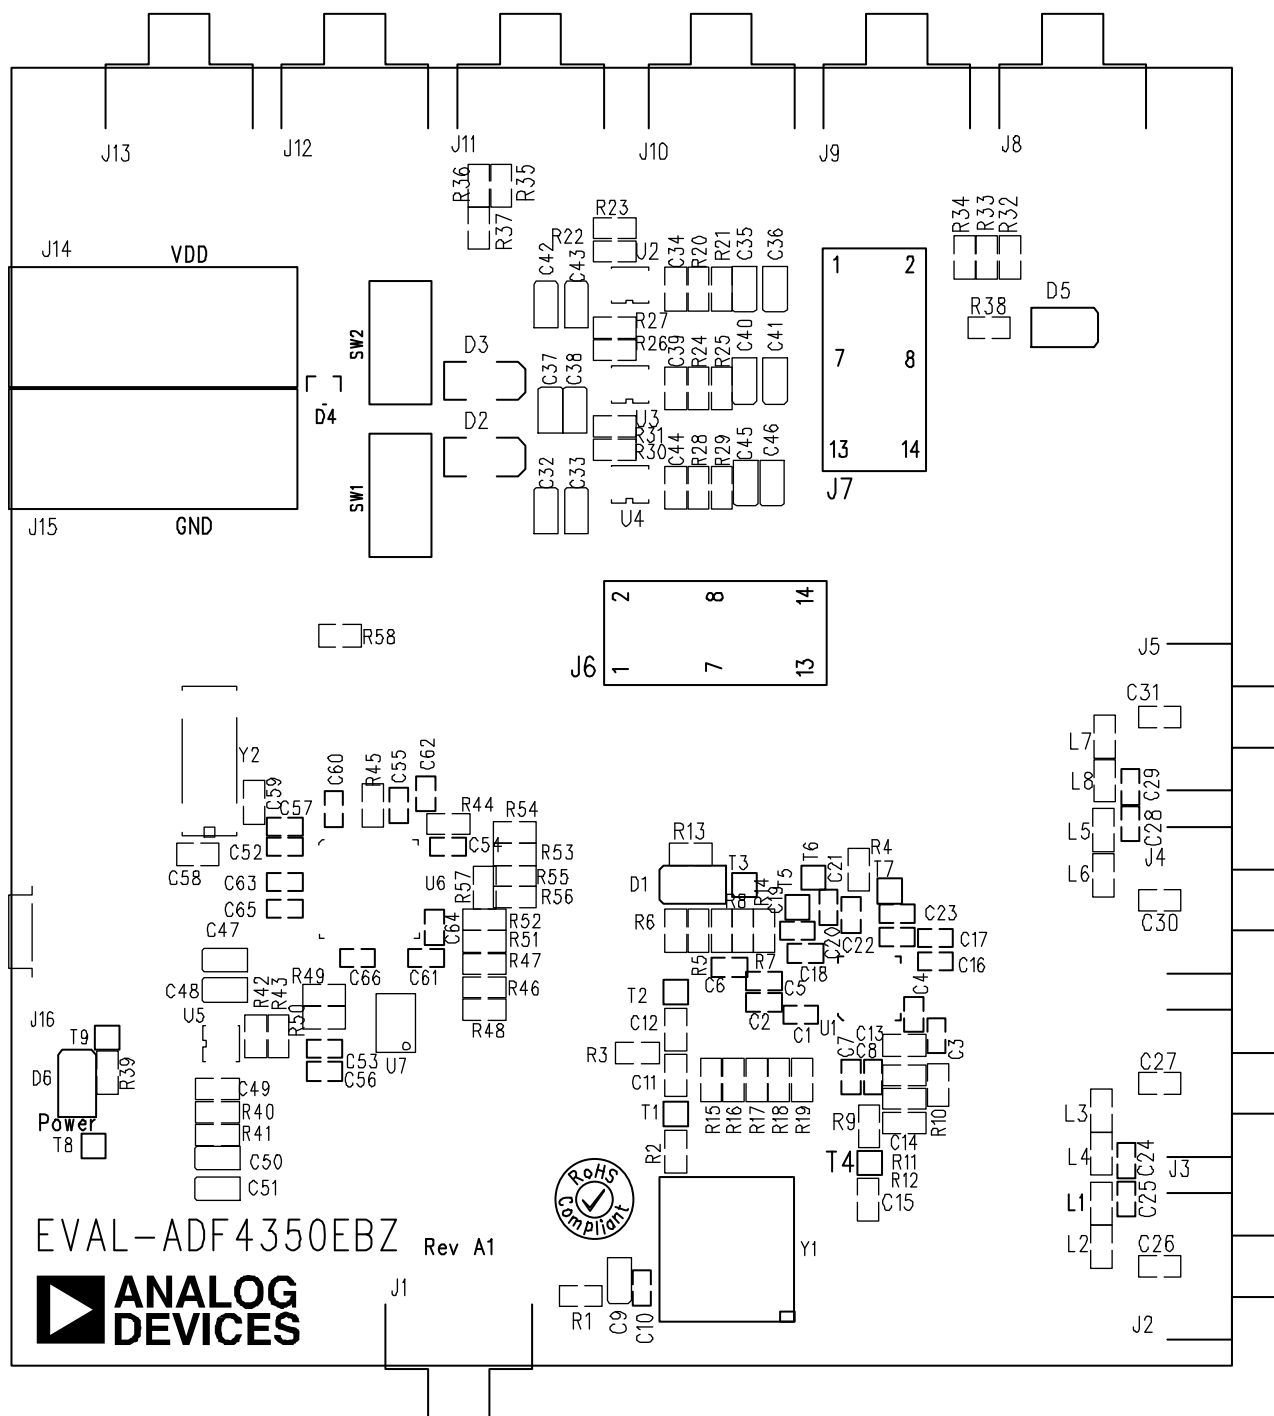 J13
J12
J11
J10
J9
J8
R36
R35
R37
R23
R22
U2
C34
R20
R21
C35
C36
R34
R33
R32
J14
VDD
C42
C43
1
2
D5
R38
SW2
D3
R27
R26
C39
R24
R25
C40
C41
7
8
D4
C37
C38
D2
U3
R31
R30
C44
R28
R29
C45
C46
13
14
J7
SW1
C32
C33
U4
J15
GND
2
8
14
J6
1
7
13
R58
J5
C31
Y2
C59
C60
R45
C55
C62
L7
L8
C29
C57
R44
R54
C52
C54
R53
R13
T6
C21
R4
L5
C28
J4
C58
C63
U6
R57
R55
D1
T3
R14
T5
T7
L6
C65
R56
R8
C19
C30
C47
C64
R52
R6
C20
C22
C23
R51
C17
C66
C61
R47
R5
C6
R7
C18
C16
C48
R42
R43
R49
R46
T2
C5
C4
J16
U5
R50
R48
C12
C2
C1
U1
T9
C53
U7
R3
C13
C3
D6
R39
C56
C11
C7
C8
C27
C49
Power
R40
T1
R15
R16
R17
R18
R19
R9
R10
L3
T8
R41
R2
C14
C50
T4
R11
L4
C24
J3
C51
R12
RoHS
Compliant
C15
L1
C25
EVAL-ADF4350EBZ
Rev A1
Y1
L2
C26
ANALOG
DEVICES
J1
R1
C9
C10
J2